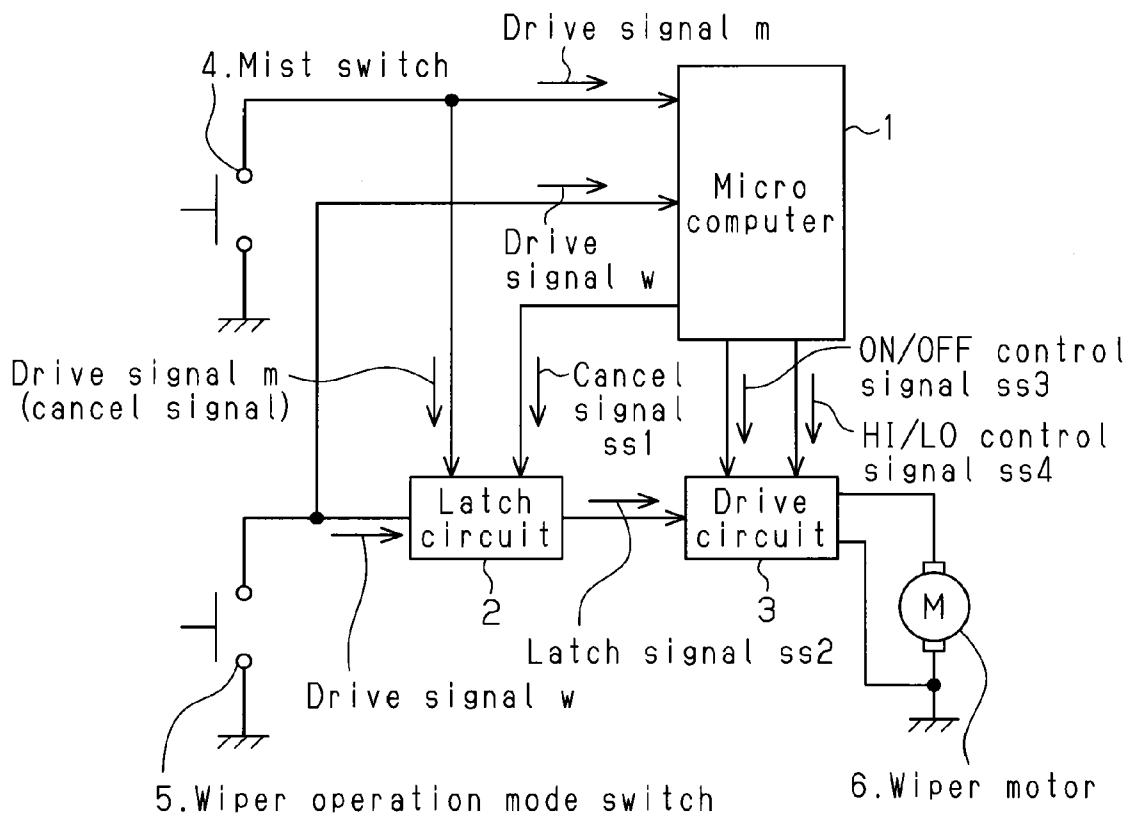 Drive signal m
4.Mist switch
1
Micro
computer
Drive
signal w
Drive signal m
(cancel signal)
Cancel
signal
ss1
ON/OFF control
signal ss3
HI/LO control
signal ss4
Latch
circuit
Drive
circuit
2
3
M
Latch signal ss2
Drive signal w
5.Wiper operation mode switch
6.Wiper motor